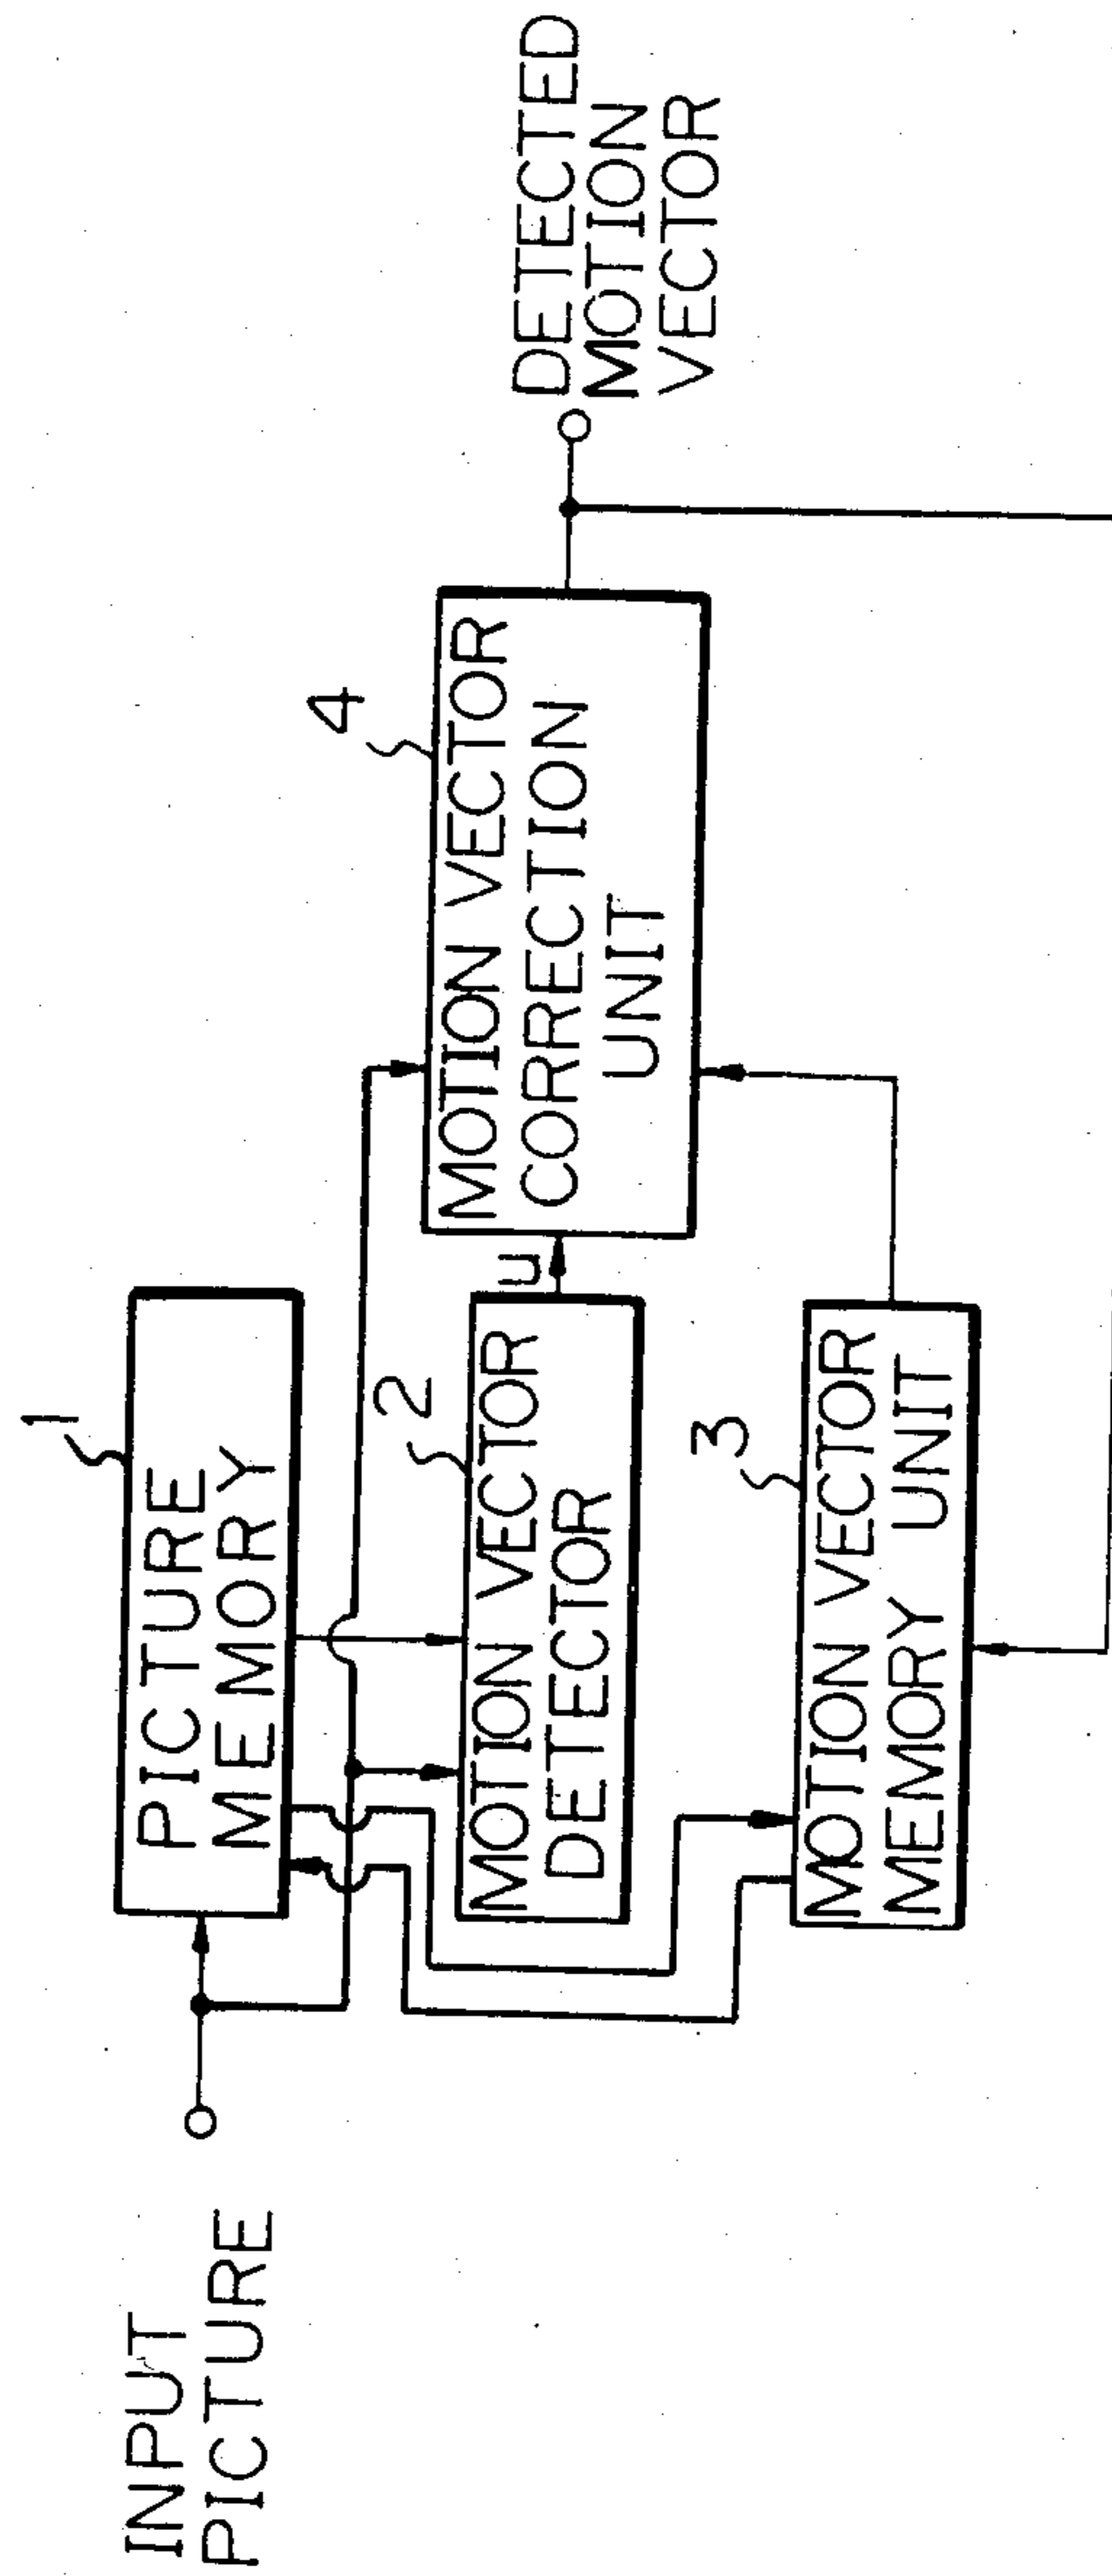 INPUT
PICTURE
1
PICTURE
MEMORY
2
MOTION VECTOR
DETECTOR
u
3
MOTION VECTOR
MEMORY UNIT
4
MOTION VECTOR
CORRECTION
UNIT
DETECTED
MOTION
VECTOR